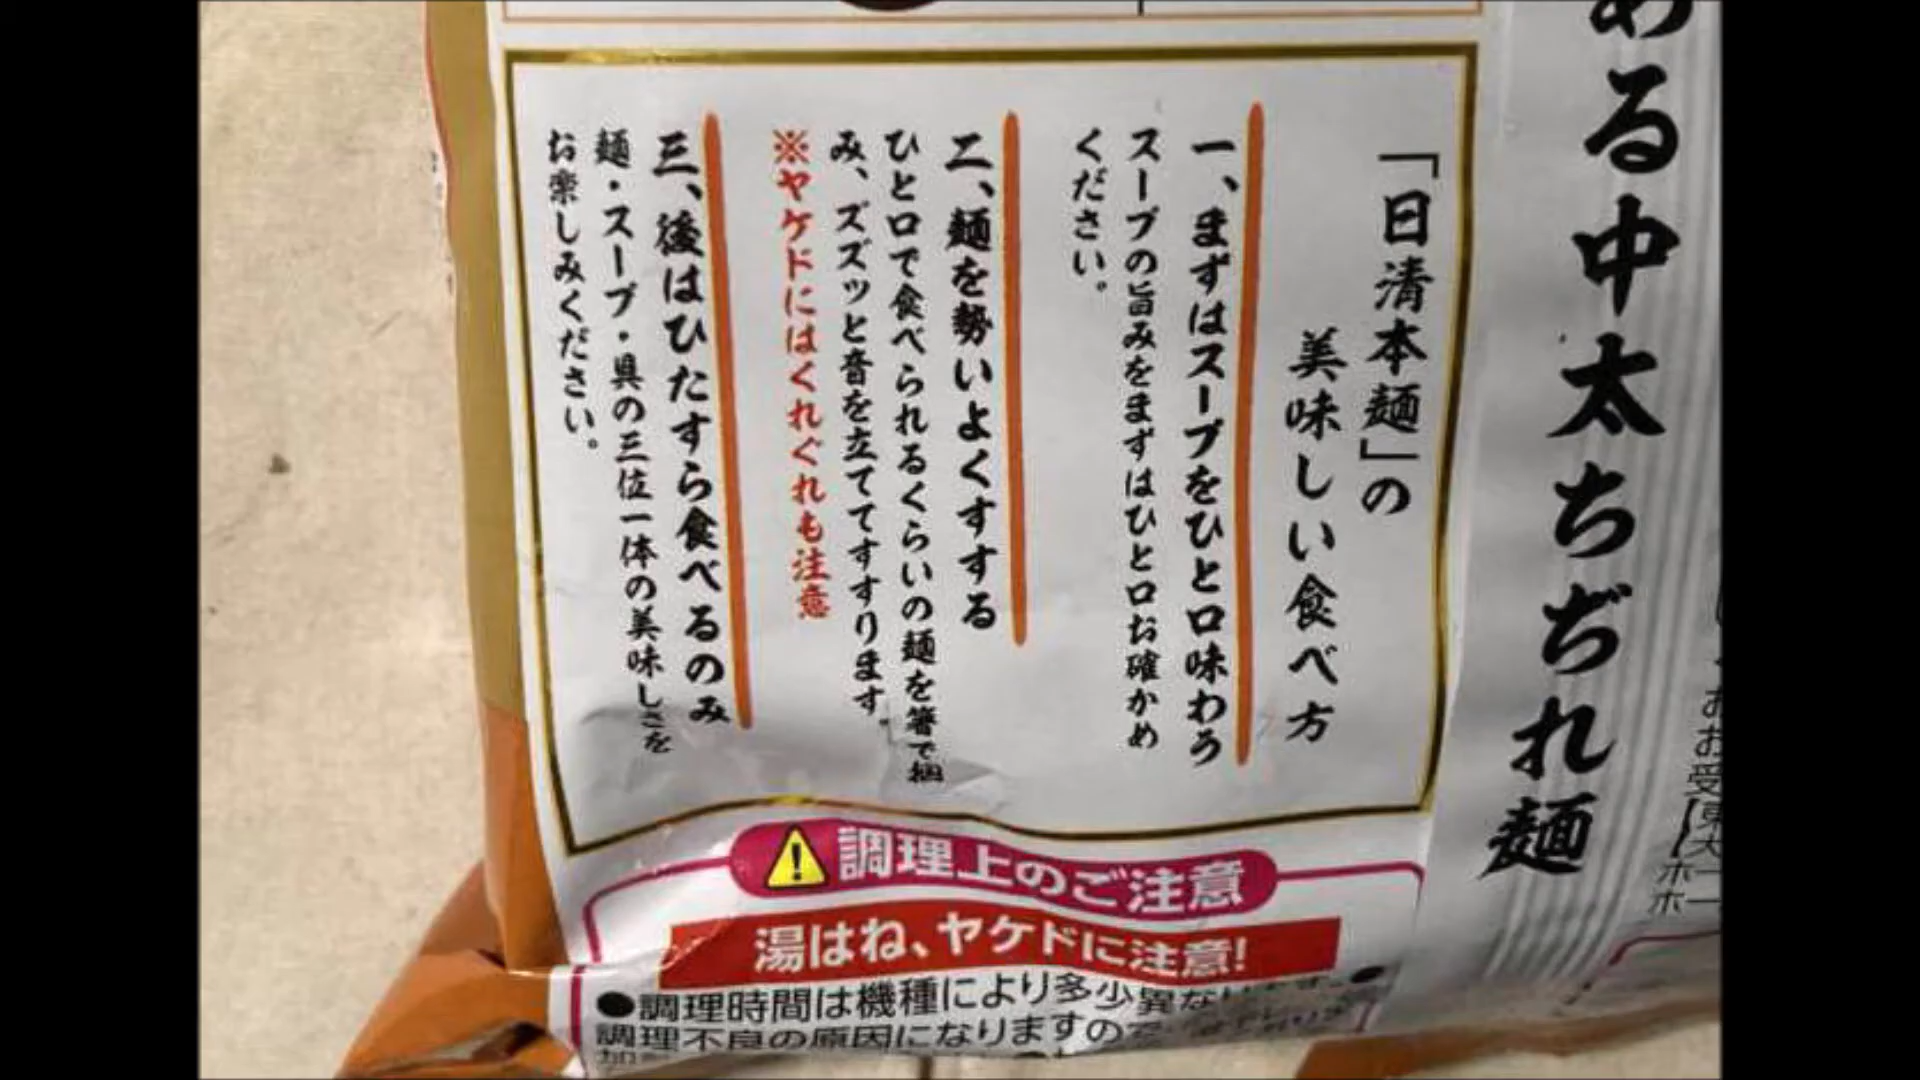 ある中太ちぢれ麺
「日清本麺」の
美味しい食べ方
一、まずはスープをひと口味わう
スープの旨みをまずはひと口お確かめ
ください。
二、麺を勢いよくすする
ひと口で食べられるくらいの麺を箸で掴
み、ズズッと音を立ててすすります。
※ヤケドにはくれぐれも注意
三、後はひたすら食べるのみ
麺・スープ・具の三位一体の美味しさを
お楽しみください。
調理上のご注意
湯はね、ヤケドに注意!
●調理時間は機種により多少異な
調理不良の原因になりますので